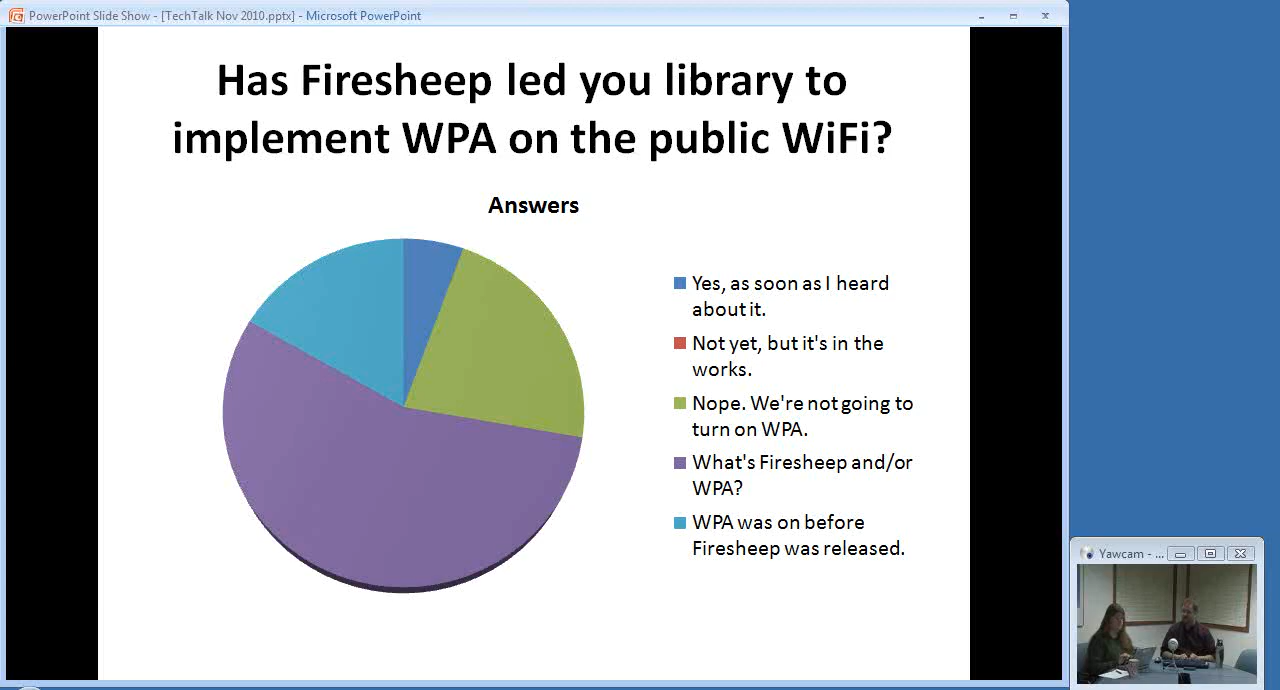 PowerPoint Slide Show - [TechTalk Nov 2010.pptx] - Microsoft PowerPoint
Has Firesheep led you library to
implement WPA on the public WiFi?
Answers
Yes, as soon as I heard
about it.
Not yet, but it's in the
works.
Nope. We're not going to
turn on WPA.
What's Firesheep and/or
WPA?
WPA was on before
Firesheep was released.
Yawcam - ...